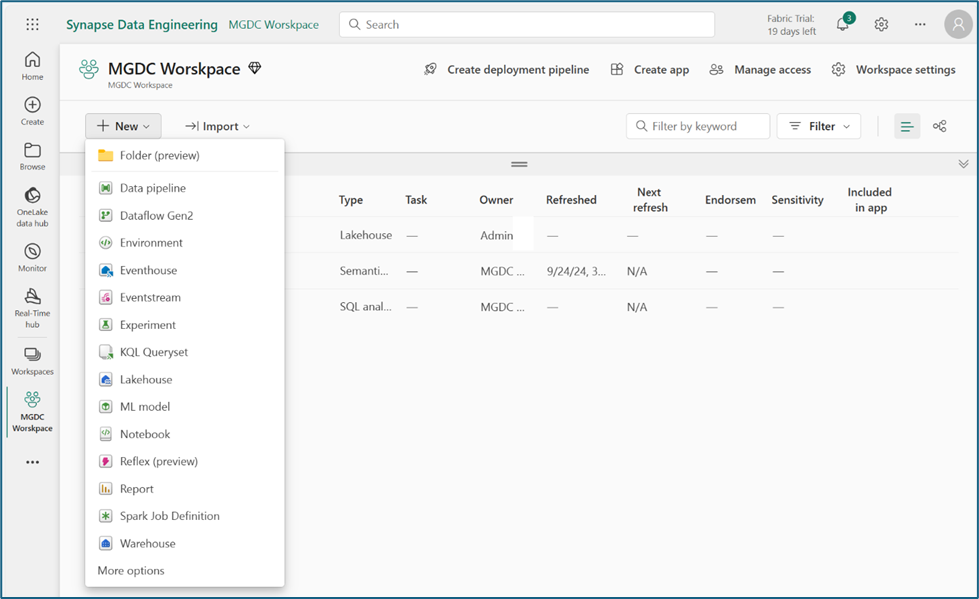 Synapse Data Engineering MGDC Worskpace
Search
Fabric Trial:
19 days left
3
Home
Create
Browse
OneLake
data hub
Monitor
Real-Time
hub
Workspaces
MGDC
Worskpace
MGDC Worskpace
MGDC Workspace
Create deployment pipeline
Create app
Manage access
Workspace settings
New
Import
Filter by keyword
Filter
Folder (preview)
Data pipeline
Dataflow Gen2
Environment
Eventhouse
Eventstream
Experiment
KQL Queryset
Lakehouse
ML model
Notebook
Reflex (preview)
Report
Spark Job Definition
Warehouse
More options
Type Task Owner Refreshed Next refresh Endorsem Sensitivity Included in app
Lakehouse — Admin — — — —
Semanti... — MGDC ... 9/24/24, 3... N/A — —
SQL anal... — MGDC ... — N/A — —